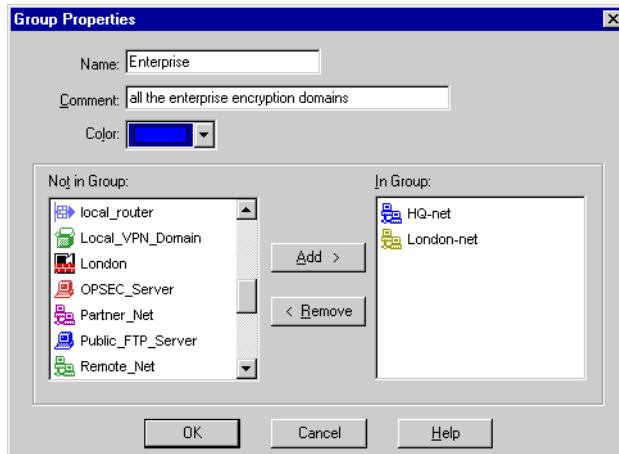 Group Properties
Name: Enterprise
Comment: all the enterprise encryption domains
Color:
Not in Group:
In Group:
local_router
Local_VPN_Domain
London
OPSEC_Server
Partner_Net
Public_FTP_Server
Remote_Net
Add >
< Remove
HQ-net
London-net
OK
Cancel
Help